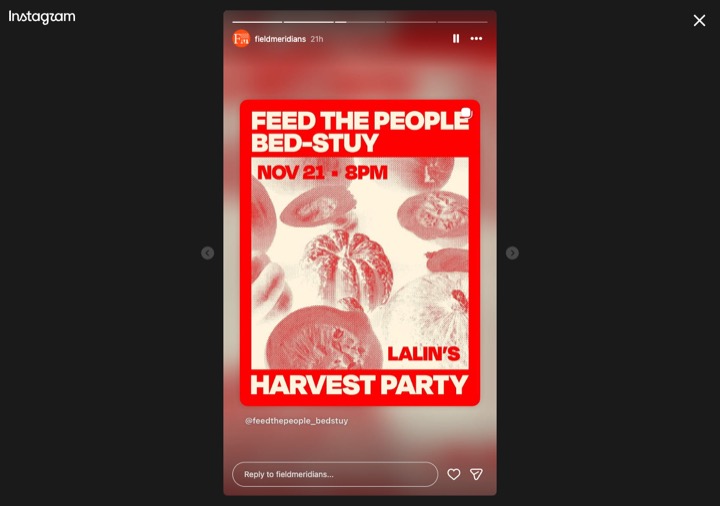 Instagram
fieldmeridians 21h
FEED THE PEOPLE
BED-STUY
NOV 21 • 8PM
LALIN'S
HARVEST PARTY
@feedthepeople_bedstuy
Reply to fieldmeridians...